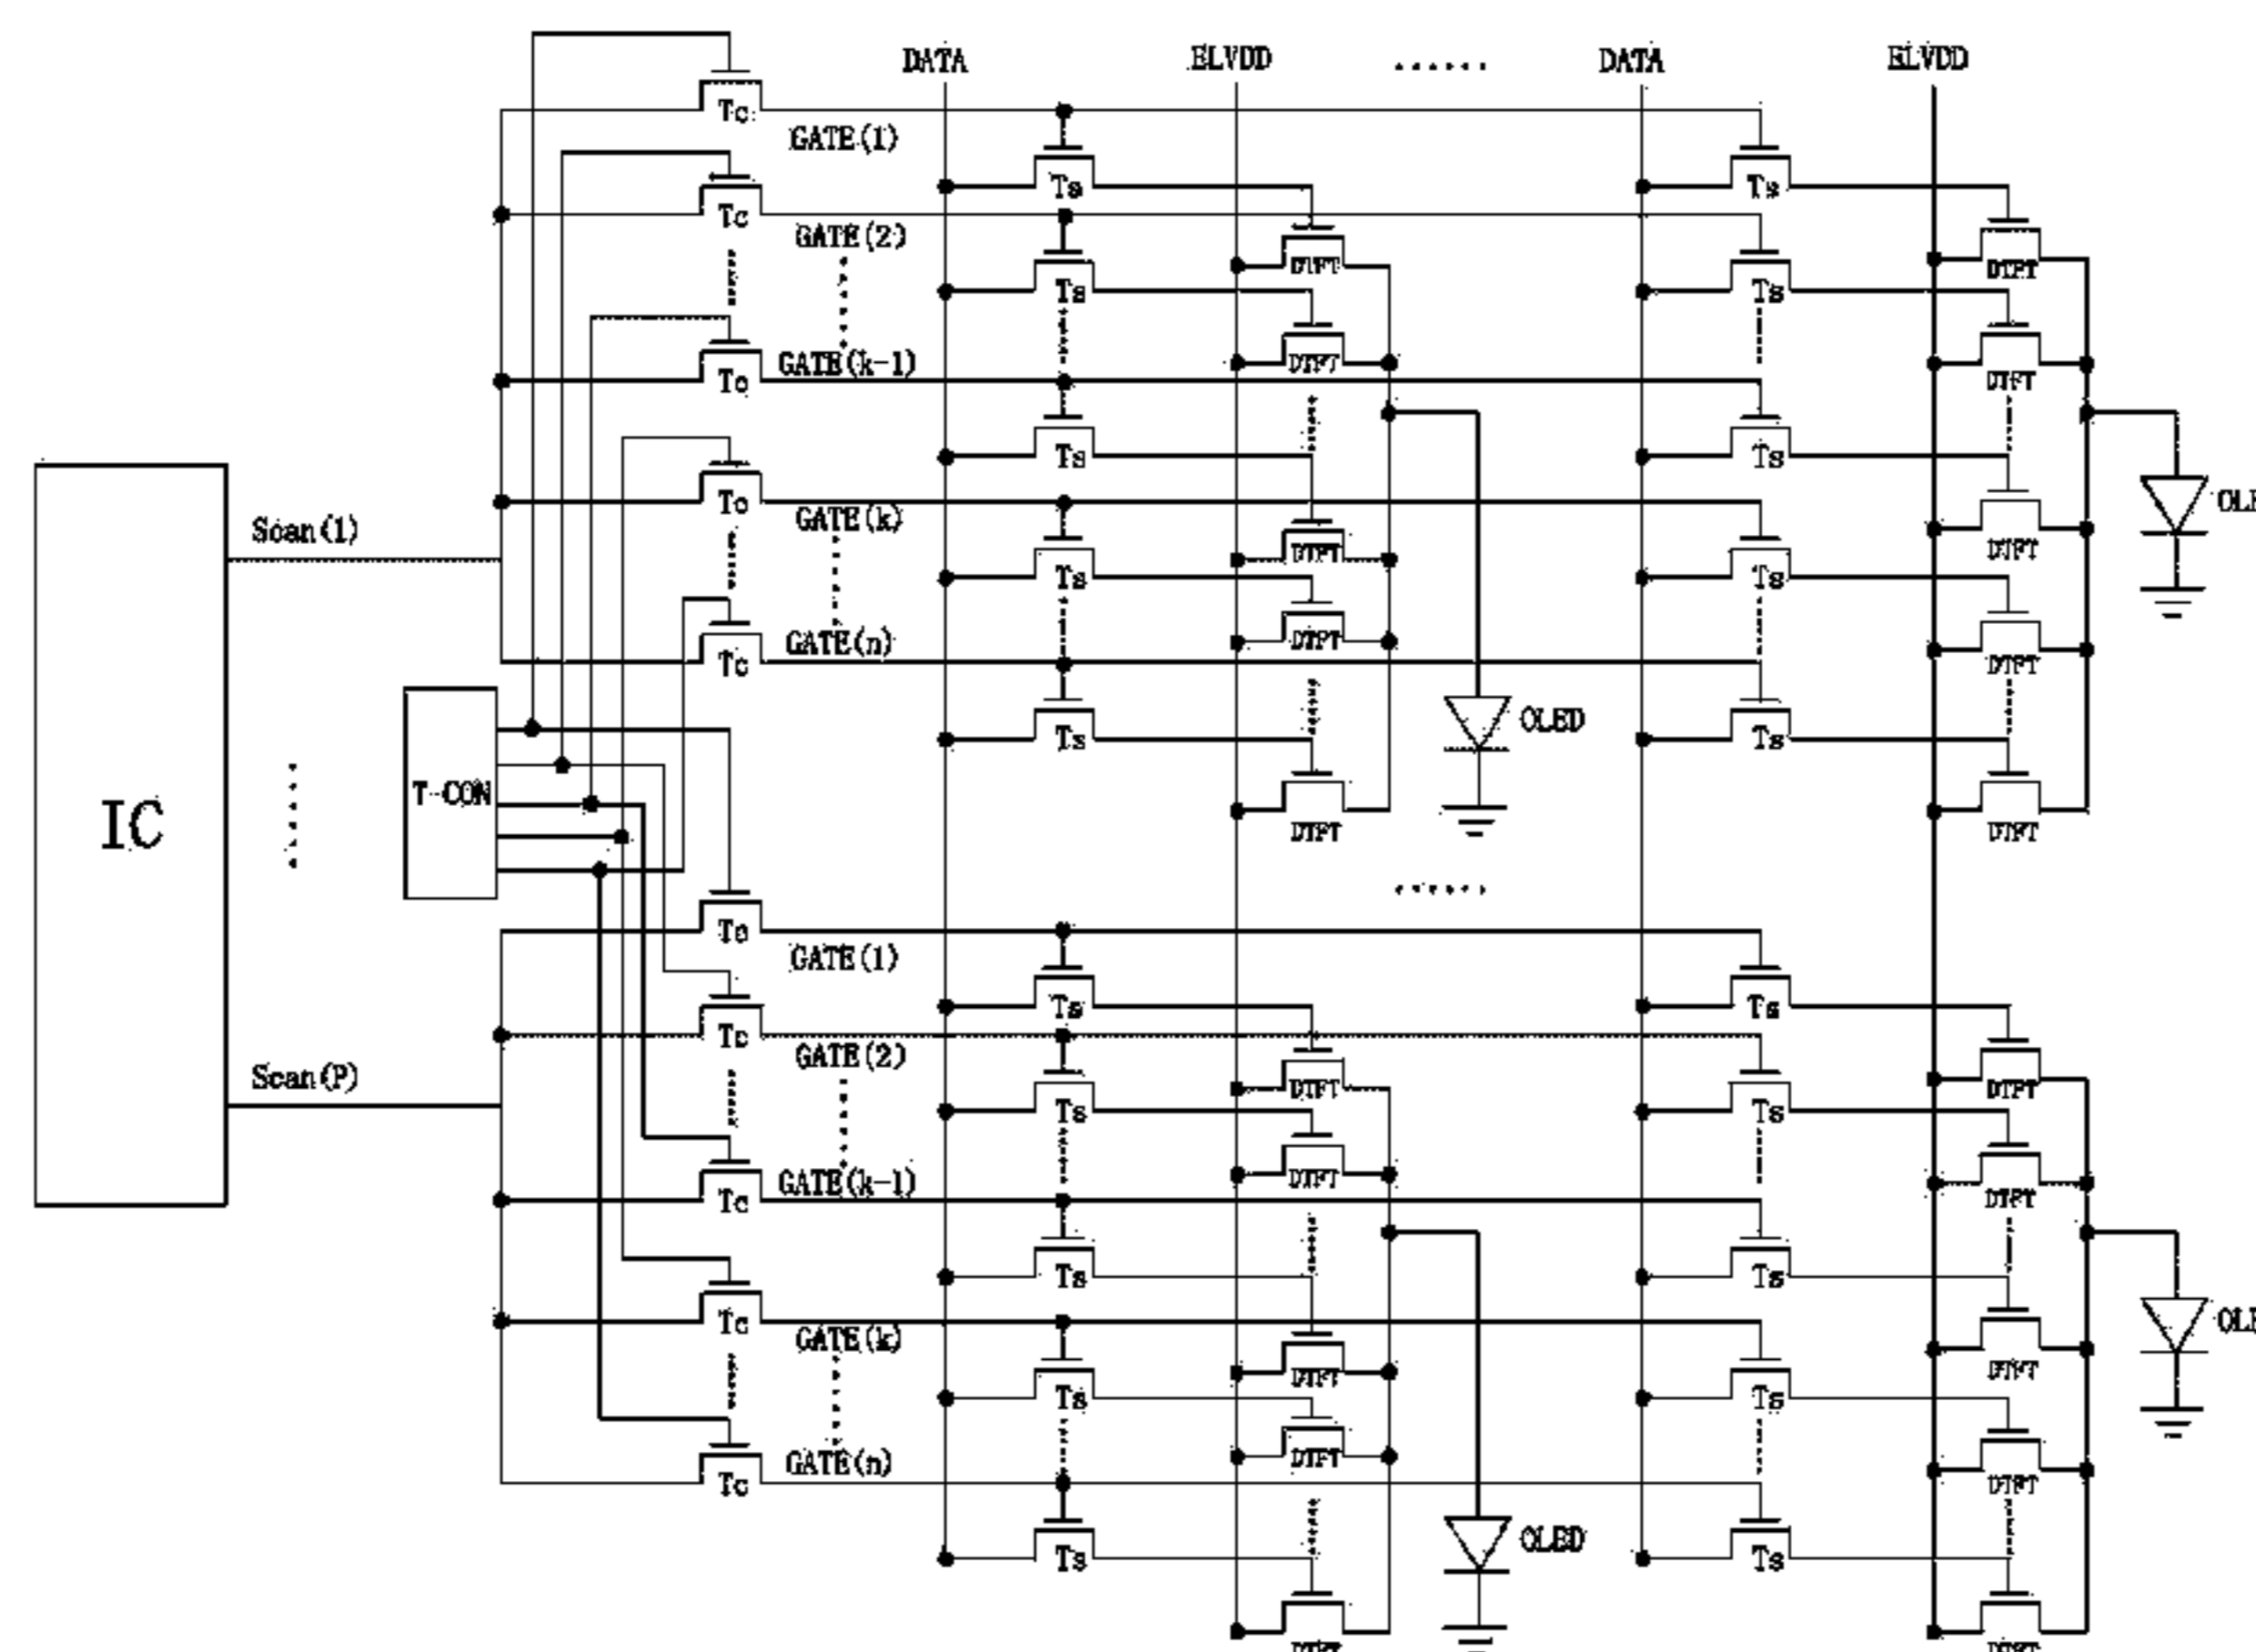 DATA ELVDD ...... DATA ELVDD
Tc
GATE(1)
Ts Ts
Tc
GATE(2)
DTFT DTFT
Ts Ts
Tc GATE(k-1)
DTFT DTFT
Ts Ts
Tc GATE(k)
OLED
Scan(1)
DTFT DTFT
Ts Ts
Tc GATE(n)
DTFT DTFT
Ts OLED Ts
T-CON
IC
DTFT DTFT
......
Tc
GATE(1)
Ts Ts
Tc
GATE(2)
Scan(P)
DTFT DTFT
Ts Ts
Tc GATE(k-1)
DTFT DTFT
Ts Ts
Tc GATE(k)
OLED
DTFT DTFT
Ts Ts
Tc GATE(n)
DTFT DTFT
Ts OLED Ts
DTFT DTFT